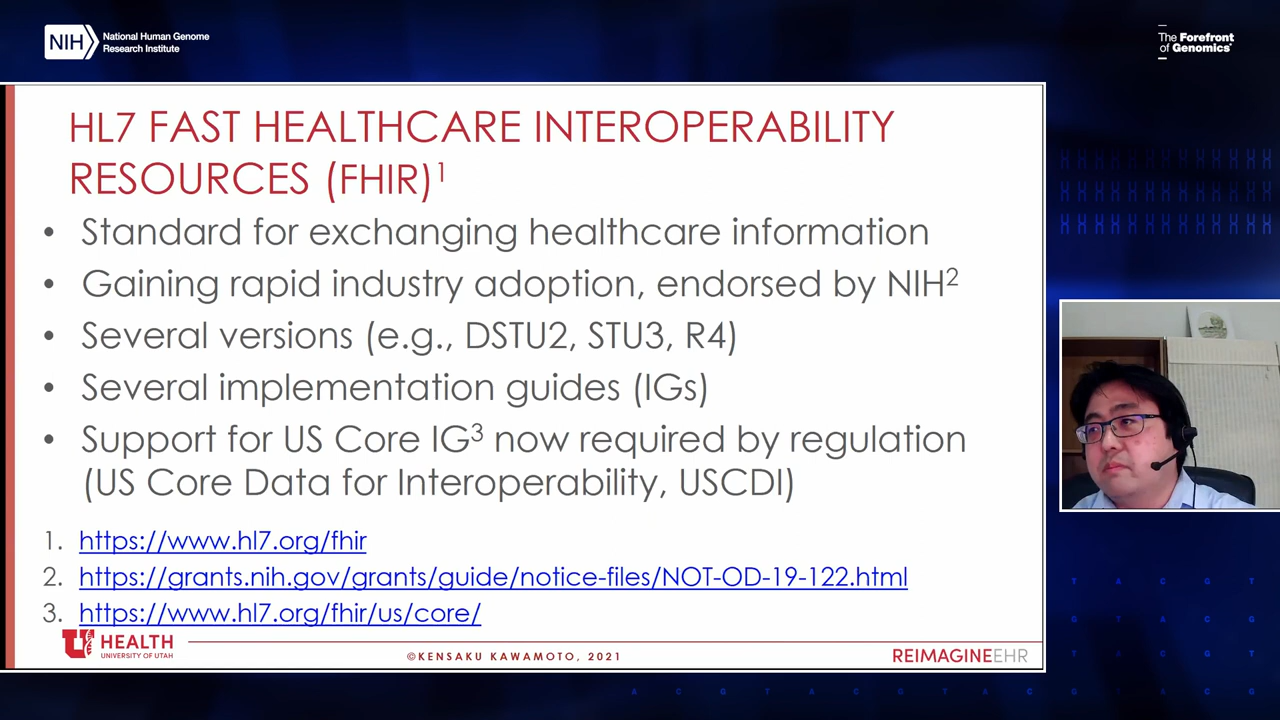 NIH National Human Genome
Research Institute
The Forefront
of Genomics®
HL7 FAST HEALTHCARE INTEROPERABILITY
RESOURCES (FHIR)1
• Standard for exchanging healthcare information
• Gaining rapid industry adoption, endorsed by NIH2
• Several versions (e.g., DSTU2, STU3, R4)
• Several implementation guides (IGs)
• Support for US Core IG3 now required by regulation
(US Core Data for Interoperability, USCDI)
1. https://www.hl7.org/fhir
2. https://grants.nih.gov/grants/guide/notice-files/NOT-OD-19-122.html
3. https://www.hl7.org/fhir/us/core/
U HEALTH
UNIVERSITY OF UTAH
©KENSAKU KAWAMOTO, 2021
REIMAGINEEHR
T A C G T